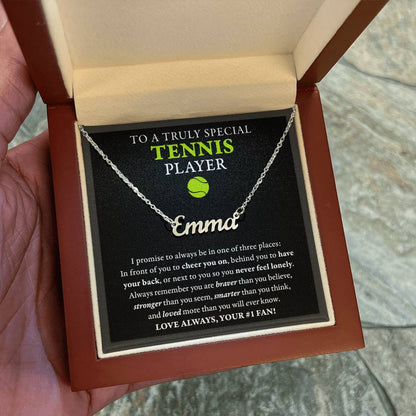 TO A TRULY SPECIAL
TENNIS
PLAYER
Emma
I promise to always be in one of three places:
In front of you to cheer you on, behind you to have
your back, or next to you so you never feel lonely.
Always remember you are braver than you believe,
stronger than you seem, smarter than you think,
and loved more than you will ever know.
LOVE ALWAYS, YOUR #1 FAN!